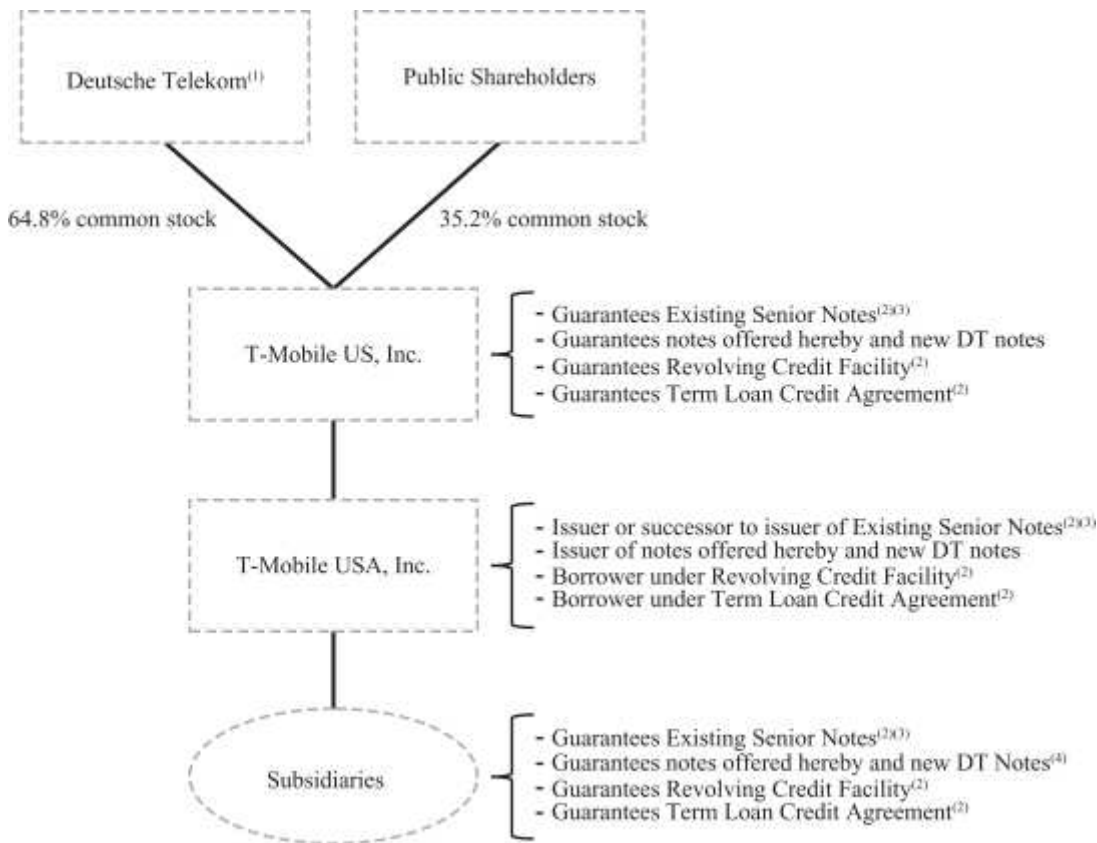 Deutsche Telekom(1)
Public Shareholders
64.8% common stock
35.2% common stock
T-Mobile US, Inc.
- Guarantees Existing Senior Notes(2)(3)
- Guarantees notes offered hereby and new DT notes
- Guarantees Revolving Credit Facility(2)
- Guarantees Term Loan Credit Agreement(2)
T-Mobile USA, Inc.
- Issuer or successor to issuer of Existing Senior Notes(2)(3)
- Issuer of notes offered hereby and new DT notes
- Borrower under Revolving Credit Facility(2)
- Borrower under Term Loan Credit Agreement(2)
Subsidiaries
- Guarantees Existing Senior Notes(2)(3)
- Guarantees notes offered hereby and new DT Notes(4)
- Guarantees Revolving Credit Facility(2)
- Guarantees Term Loan Credit Agreement(2)